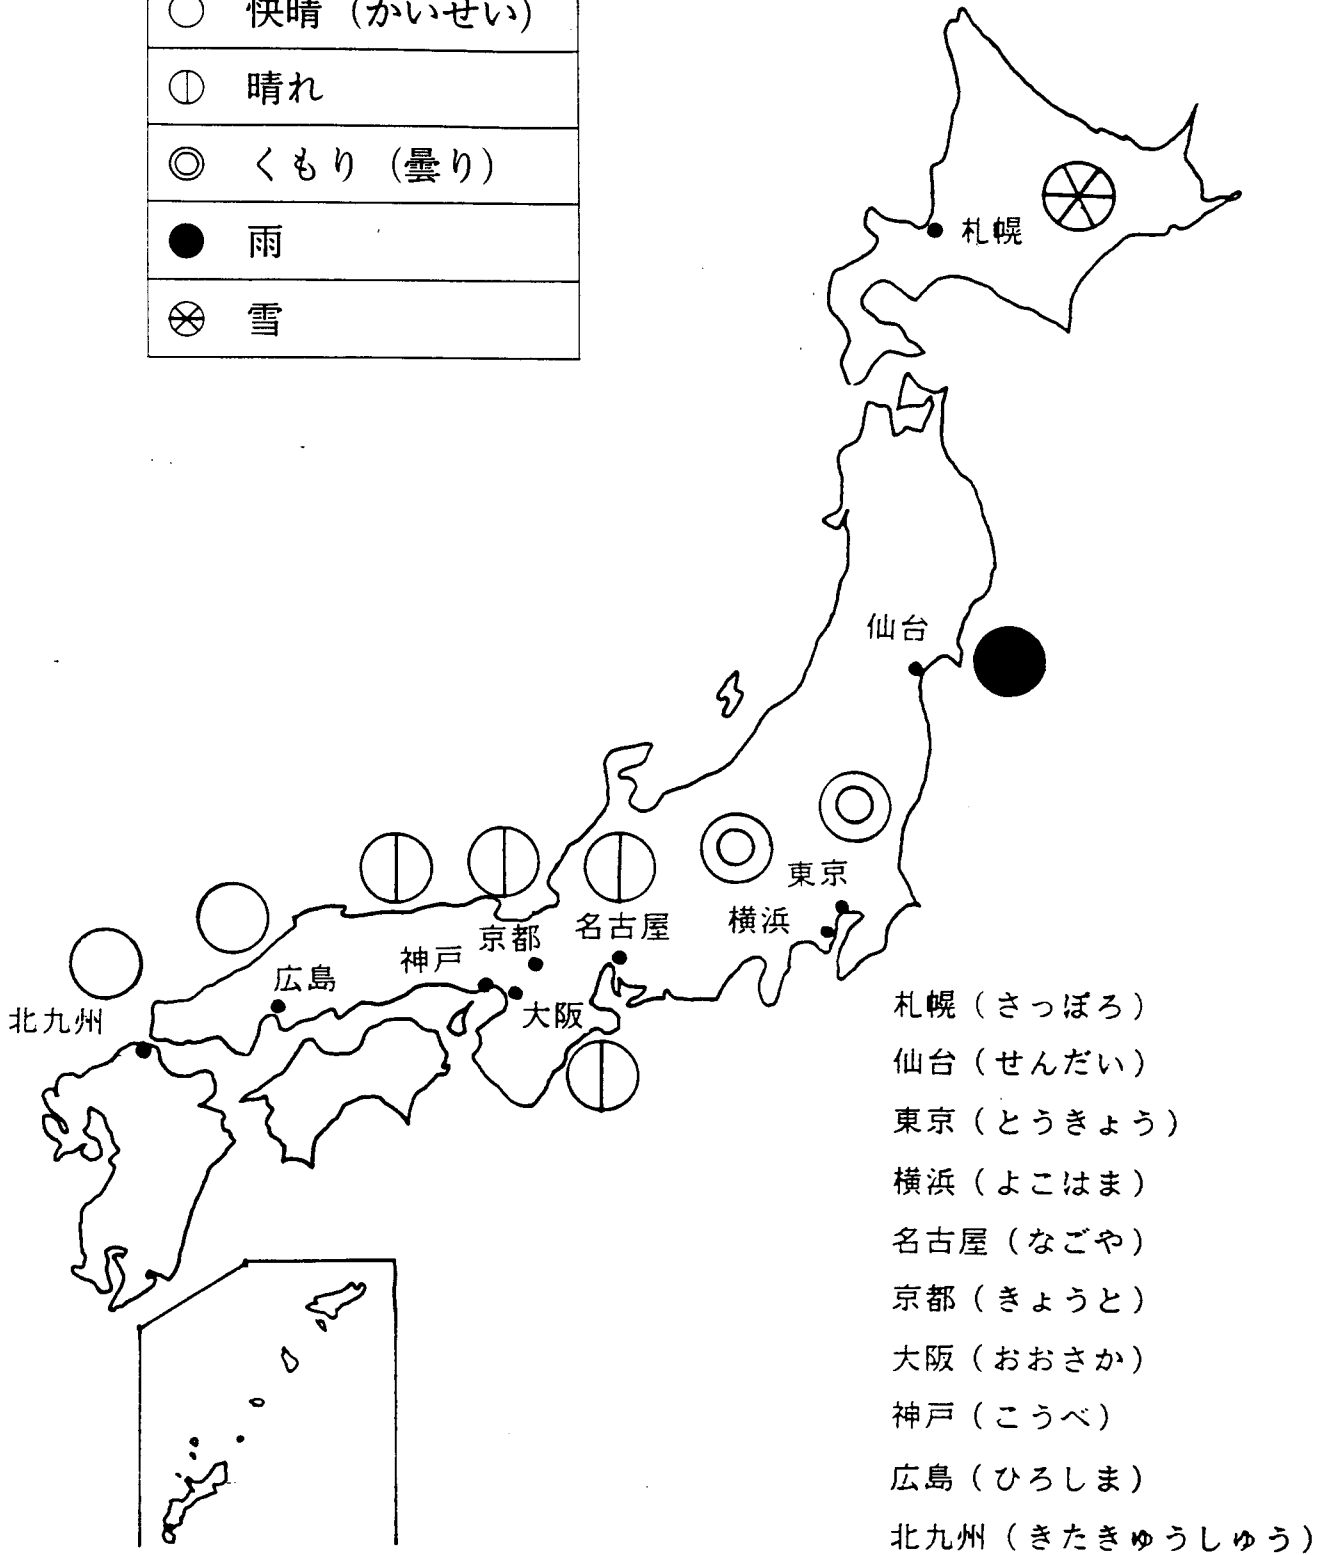 快晴（かいせい）
晴れ
くもり（曇り）
雨
雪
札幌
仙台
東京
横浜
名古屋
京都
神戸
大阪
広島
北九州
札幌（さっぽろ）
仙台（せんだい）
東京（とうきょう）
横浜（よこはま）
名古屋（なごや）
京都（きょうと）
大阪（おおさか）
神戸（こうべ）
広島（ひろしま）
北九州（きたきゅうしゅう）